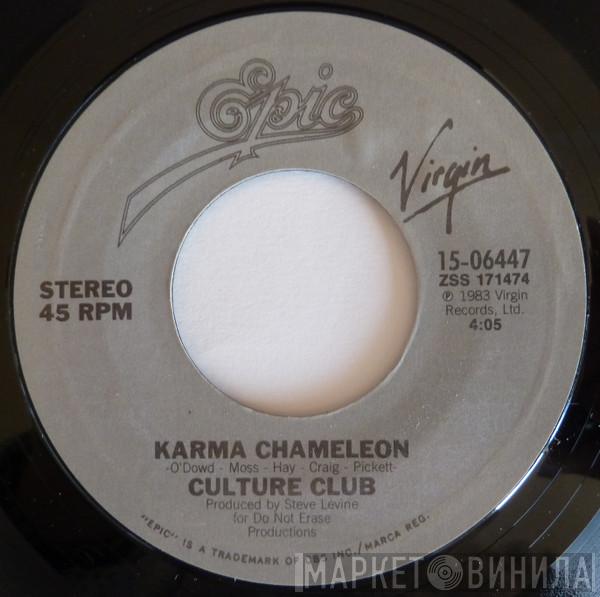 Epic
Virgin
15-06447
ZSS 171474
℗ 1983 Virgin
Records, Ltd.
4:05
STEREO
45 RPM
KARMA CHAMELEON
-O'Dowd - Moss - Hay - Craig - Pickett-
CULTURE CLUB
Produced by Steve Levine
for Do Not Erase
Productions
"EPIC" IS A TRADEMARK OF CBS INC./MARCA REG.
МАРКЕТ ВИНИЛА